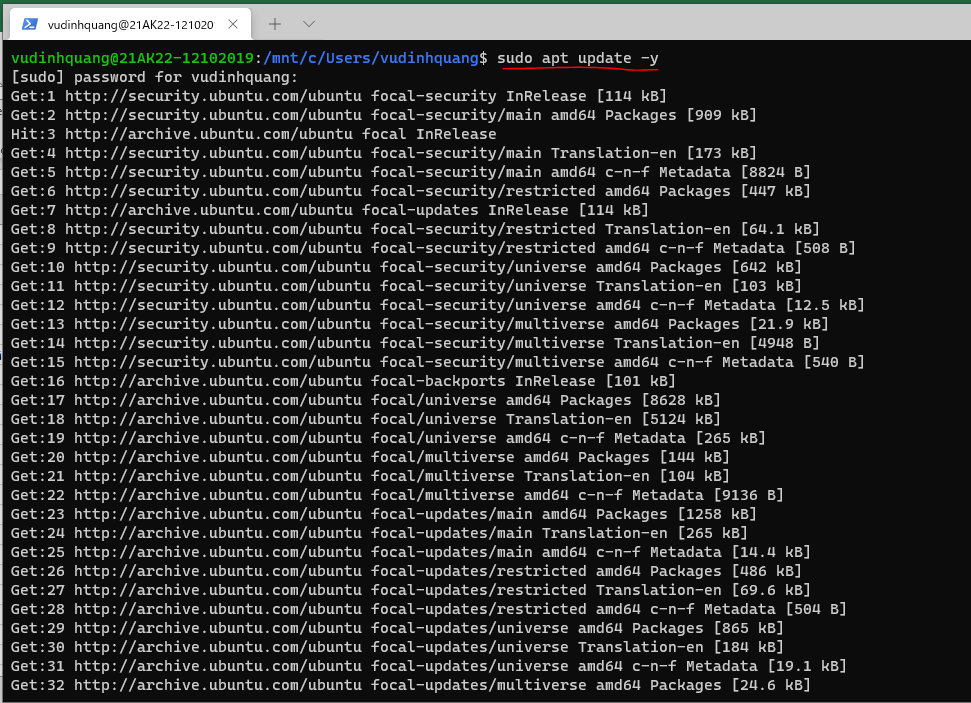 vudinhquang@21AK22-121020
vudinhquang@21AK22-12102019:/mnt/c/Users/vudinhquang$ sudo apt update -y
[sudo] password for vudinhquang:
Get:1 http://security.ubuntu.com/ubuntu focal-security InRelease [114 kB]
Get:2 http://security.ubuntu.com/ubuntu focal-security/main amd64 Packages [909 kB]
Hit:3 http://archive.ubuntu.com/ubuntu focal InRelease
Get:4 http://security.ubuntu.com/ubuntu focal-security/main Translation-en [173 kB]
Get:5 http://security.ubuntu.com/ubuntu focal-security/main amd64 c-n-f Metadata [8824 B]
Get:6 http://security.ubuntu.com/ubuntu focal-security/restricted amd64 Packages [447 kB]
Get:7 http://archive.ubuntu.com/ubuntu focal-updates InRelease [114 kB]
Get:8 http://security.ubuntu.com/ubuntu focal-security/restricted Translation-en [64.1 kB]
Get:9 http://security.ubuntu.com/ubuntu focal-security/restricted amd64 c-n-f Metadata [508 B]
Get:10 http://security.ubuntu.com/ubuntu focal-security/universe amd64 Packages [642 kB]
Get:11 http://security.ubuntu.com/ubuntu focal-security/universe Translation-en [103 kB]
Get:12 http://security.ubuntu.com/ubuntu focal-security/universe amd64 c-n-f Metadata [12.5 kB]
Get:13 http://security.ubuntu.com/ubuntu focal-security/multiverse amd64 Packages [21.9 kB]
Get:14 http://security.ubuntu.com/ubuntu focal-security/multiverse Translation-en [4948 B]
Get:15 http://security.ubuntu.com/ubuntu focal-security/multiverse amd64 c-n-f Metadata [540 B]
Get:16 http://archive.ubuntu.com/ubuntu focal-backports InRelease [101 kB]
Get:17 http://archive.ubuntu.com/ubuntu focal/universe amd64 Packages [8628 kB]
Get:18 http://archive.ubuntu.com/ubuntu focal/universe Translation-en [5124 kB]
Get:19 http://archive.ubuntu.com/ubuntu focal/universe amd64 c-n-f Metadata [265 kB]
Get:20 http://archive.ubuntu.com/ubuntu focal/multiverse amd64 Packages [144 kB]
Get:21 http://archive.ubuntu.com/ubuntu focal/multiverse Translation-en [104 kB]
Get:22 http://archive.ubuntu.com/ubuntu focal/multiverse amd64 c-n-f Metadata [9136 B]
Get:23 http://archive.ubuntu.com/ubuntu focal-updates/main amd64 Packages [1258 kB]
Get:24 http://archive.ubuntu.com/ubuntu focal-updates/main Translation-en [265 kB]
Get:25 http://archive.ubuntu.com/ubuntu focal-updates/main amd64 c-n-f Metadata [14.4 kB]
Get:26 http://archive.ubuntu.com/ubuntu focal-updates/restricted amd64 Packages [486 kB]
Get:27 http://archive.ubuntu.com/ubuntu focal-updates/restricted Translation-en [69.6 kB]
Get:28 http://archive.ubuntu.com/ubuntu focal-updates/restricted amd64 c-n-f Metadata [504 B]
Get:29 http://archive.ubuntu.com/ubuntu focal-updates/universe amd64 Packages [865 kB]
Get:30 http://archive.ubuntu.com/ubuntu focal-updates/universe Translation-en [184 kB]
Get:31 http://archive.ubuntu.com/ubuntu focal-updates/universe amd64 c-n-f Metadata [19.1 kB]
Get:32 http://archive.ubuntu.com/ubuntu focal-updates/multiverse amd64 Packages [24.6 kB]